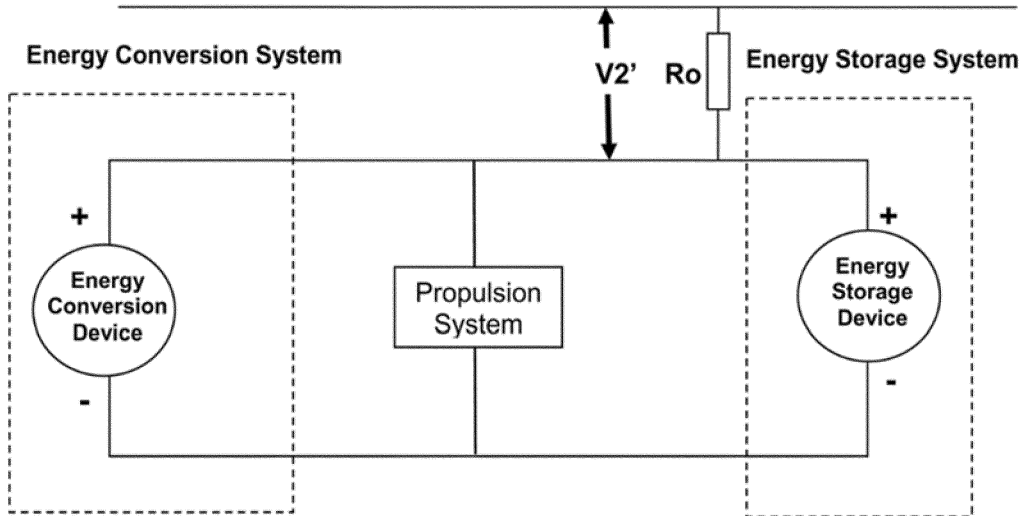 Energy Conversion System
V2’
Ro
Energy Storage System
+
Energy
Conversion
Device
-
Propulsion
System
+
Energy
Storage
Device
-